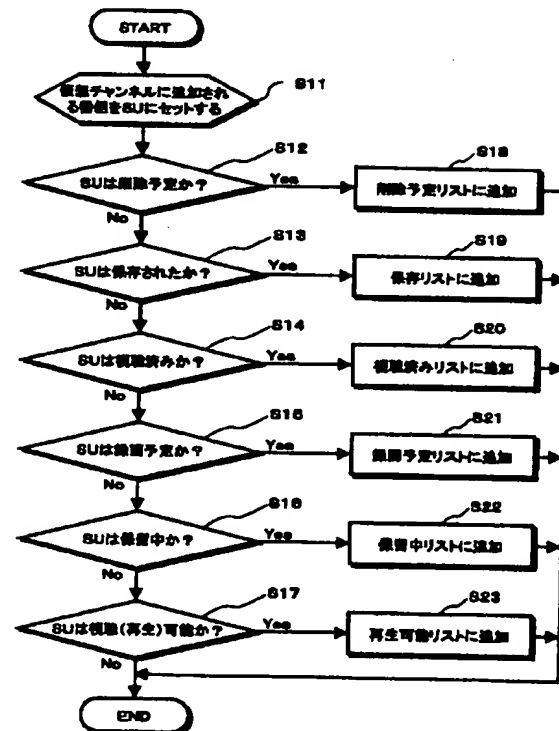 START
仮想チャンネルに追加され
る番組をSUにセットする
S11
SUは削除予定か？
S12
Yes
No
削除予定リストに追加
S18
SUは保存されたか？
S13
Yes
No
保存リストに追加
S19
SUは視聴済みか？
S14
Yes
No
視聴済みリストに追加
S20
SUは録画予定か？
S15
Yes
No
録画予定リストに追加
S21
SUは保留中か？
S16
Yes
No
保留中リストに追加
S22
SUは視聴(再生)可能か？
S17
Yes
No
再生可能リストに追加
S23
END